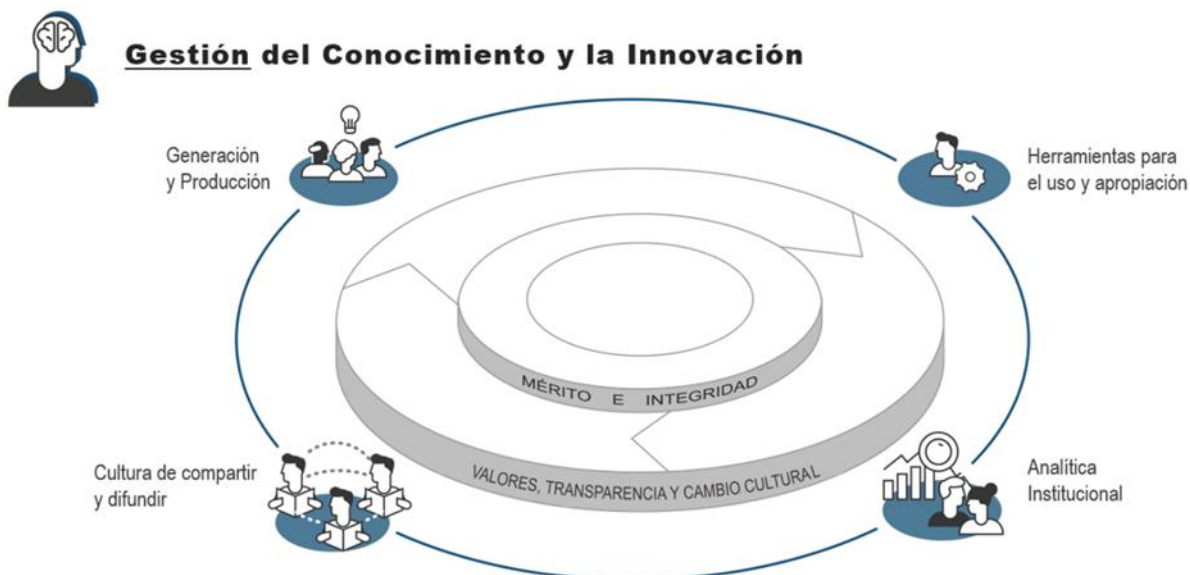 Gestión del Conocimiento y la Innovación
Generación
y Producción
Herramientas para
el uso y apropiación
MÉRITO E INTEGRIDAD
VALORES, TRANSPARENCIA Y CAMBIO CULTURAL
Cultura de compartir
y difundir
Analítica
Institucional